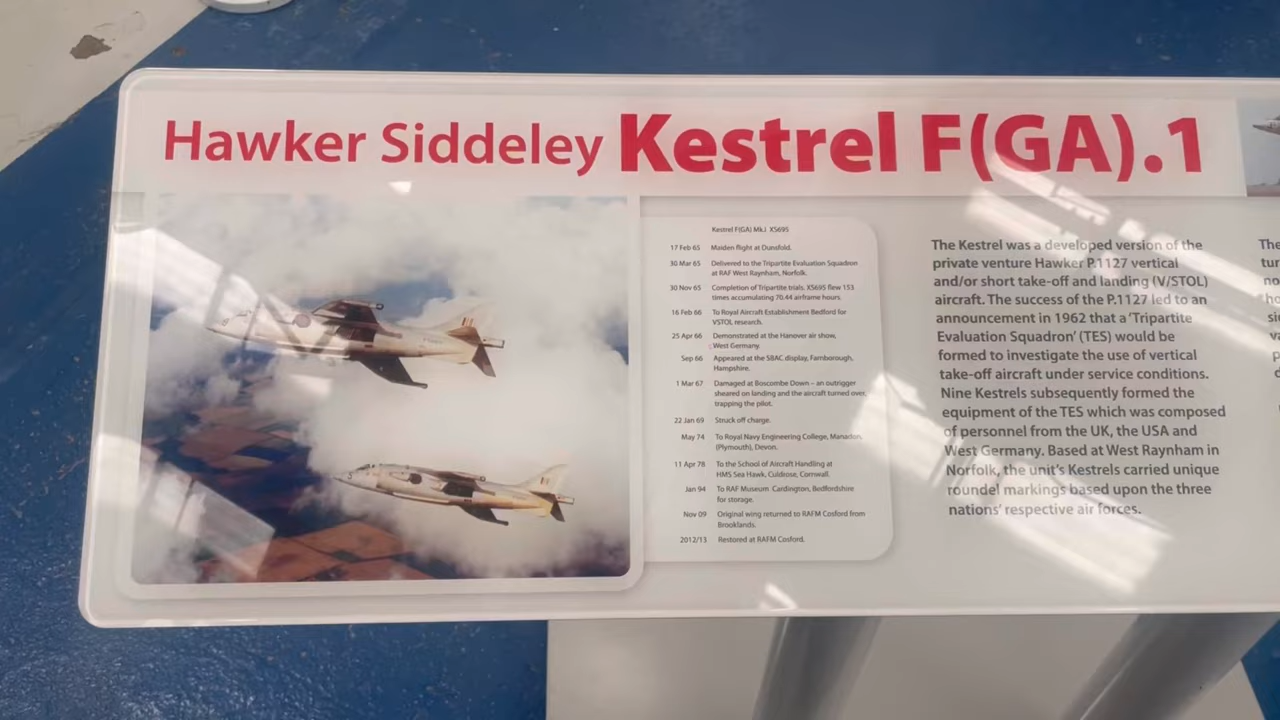 Hawker Siddeley Kestrel F(GA).1
Kestrel F(GA) Mk.I XS695
17 Feb 65 Maiden flight at Dunsfold.
30 Mar 65 Delivered to the Tripartite Evaluation Squadron
at RAF West Raynham, Norfolk.
30 Nov 65 Completion of Tripartite trials. XS695 flew 153
times accumulating 70.44 airframe hours.
16 Feb 66 To Royal Aircraft Establishment Bedford for
VSTOL research.
25 Apr 66 Demonstrated at the Hanover air show,
West Germany.
Sep 66 Appeared at the SBAC display, Farnborough,
Hampshire.
1 Mar 67 Damaged at Boscombe Down – an outrigger
sheared on landing and the aircraft turned over,
trapping the pilot.
22 Jan 69 Struck off charge.
May 74 To Royal Navy Engineering College, Manadon,
(Plymouth), Devon.
11 Apr 78 To the School of Aircraft Handling at
HMS Sea Hawk, Culdrose, Cornwall.
Jan 94 To RAF Museum Cardington, Bedfordshire
for storage.
Nov 09 Original wing returned to RAFM Cosford from
Brooklands.
2012/13 Restored at RAFM Cosford.
The Kestrel was a developed version of the
private venture Hawker P.1127 vertical
and/or short take-off and landing (V/STOL)
aircraft. The success of the P.1127 led to an
announcement in 1962 that a 'Tripartite
Evaluation Squadron' (TES) would be
formed to investigate the use of vertical
take-off aircraft under service conditions.
Nine Kestrels subsequently formed the
equipment of the TES which was composed
of personnel from the UK, the USA and
West Germany. Based at West Raynham in
Norfolk, the unit's Kestrels carried unique
roundel markings based upon the three
nations' respective air forces.